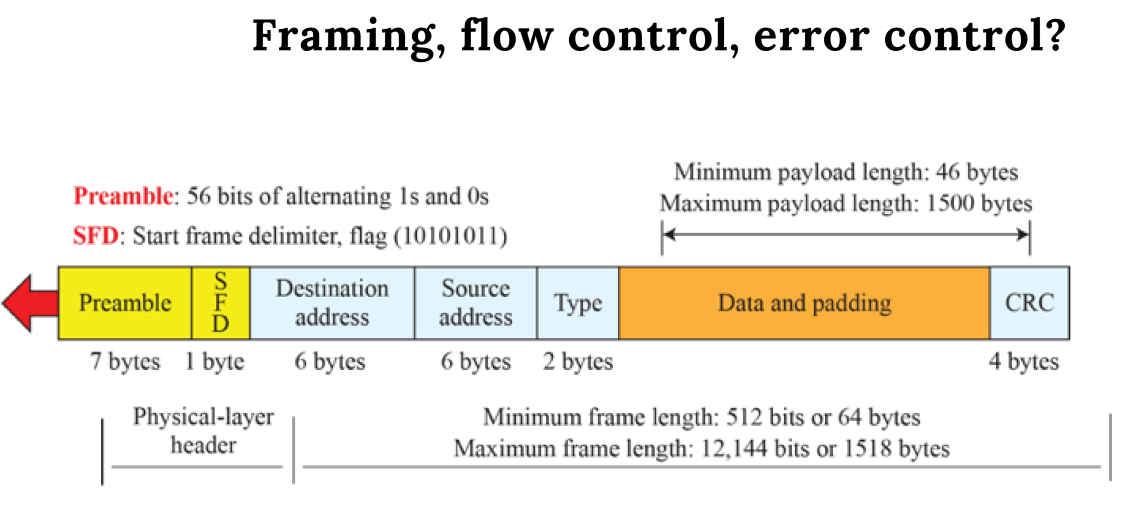 Framing, flow control, error control?
Minimum payload length: 46 bytes
Maximum payload length: 1500 bytes
Preamble: 56 bits of alternating 1s and 0s
SFD: Start frame delimiter, flag (10101011)
Preamble
S
F
D
Destination
address
Source
address
Type
Data and padding
CRC
7 bytes
1 byte
6 bytes
6 bytes
2 bytes
4 bytes
Physical-layer
header
Minimum frame length: 512 bits or 64 bytes
Maximum frame length: 12,144 bits or 1518 bytes